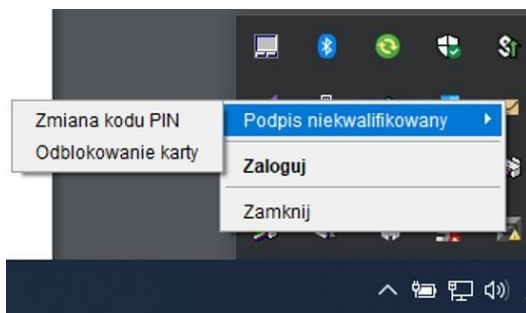 Zmiana kodu PIN
Odblokowanie karty
Podpis niekwalifikowany
Zaloguj
Zamknij